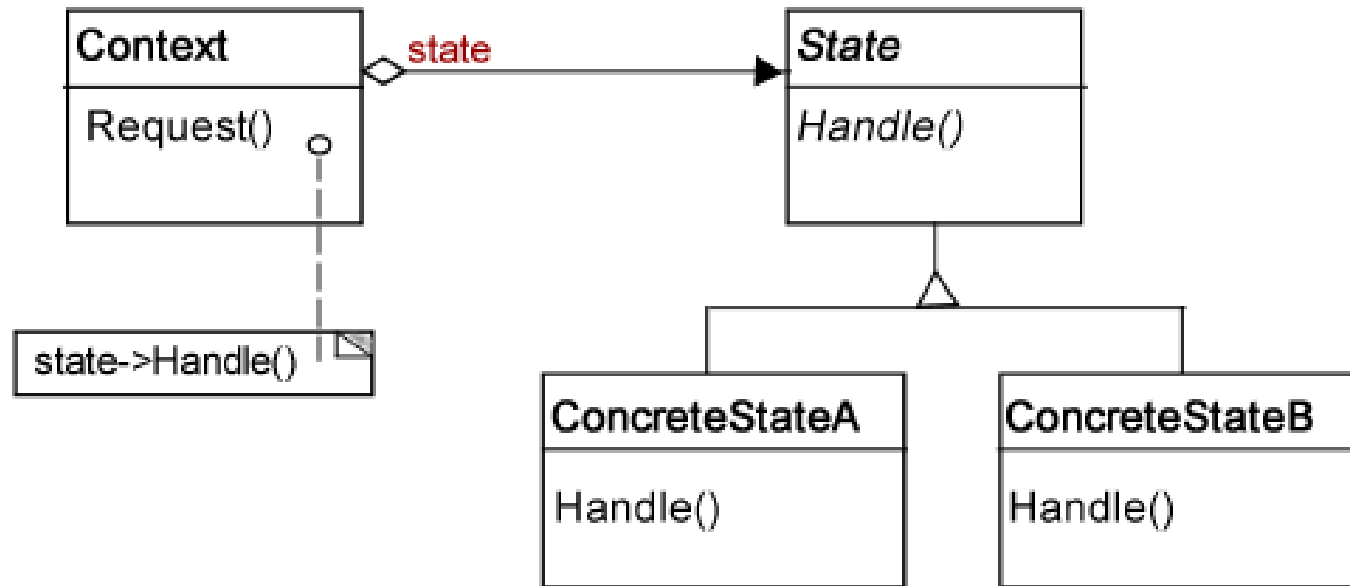 Context
state
State
Request()
Handle()
state->Handle()
ConcreteStateA
ConcreteStateB
Handle()
Handle()